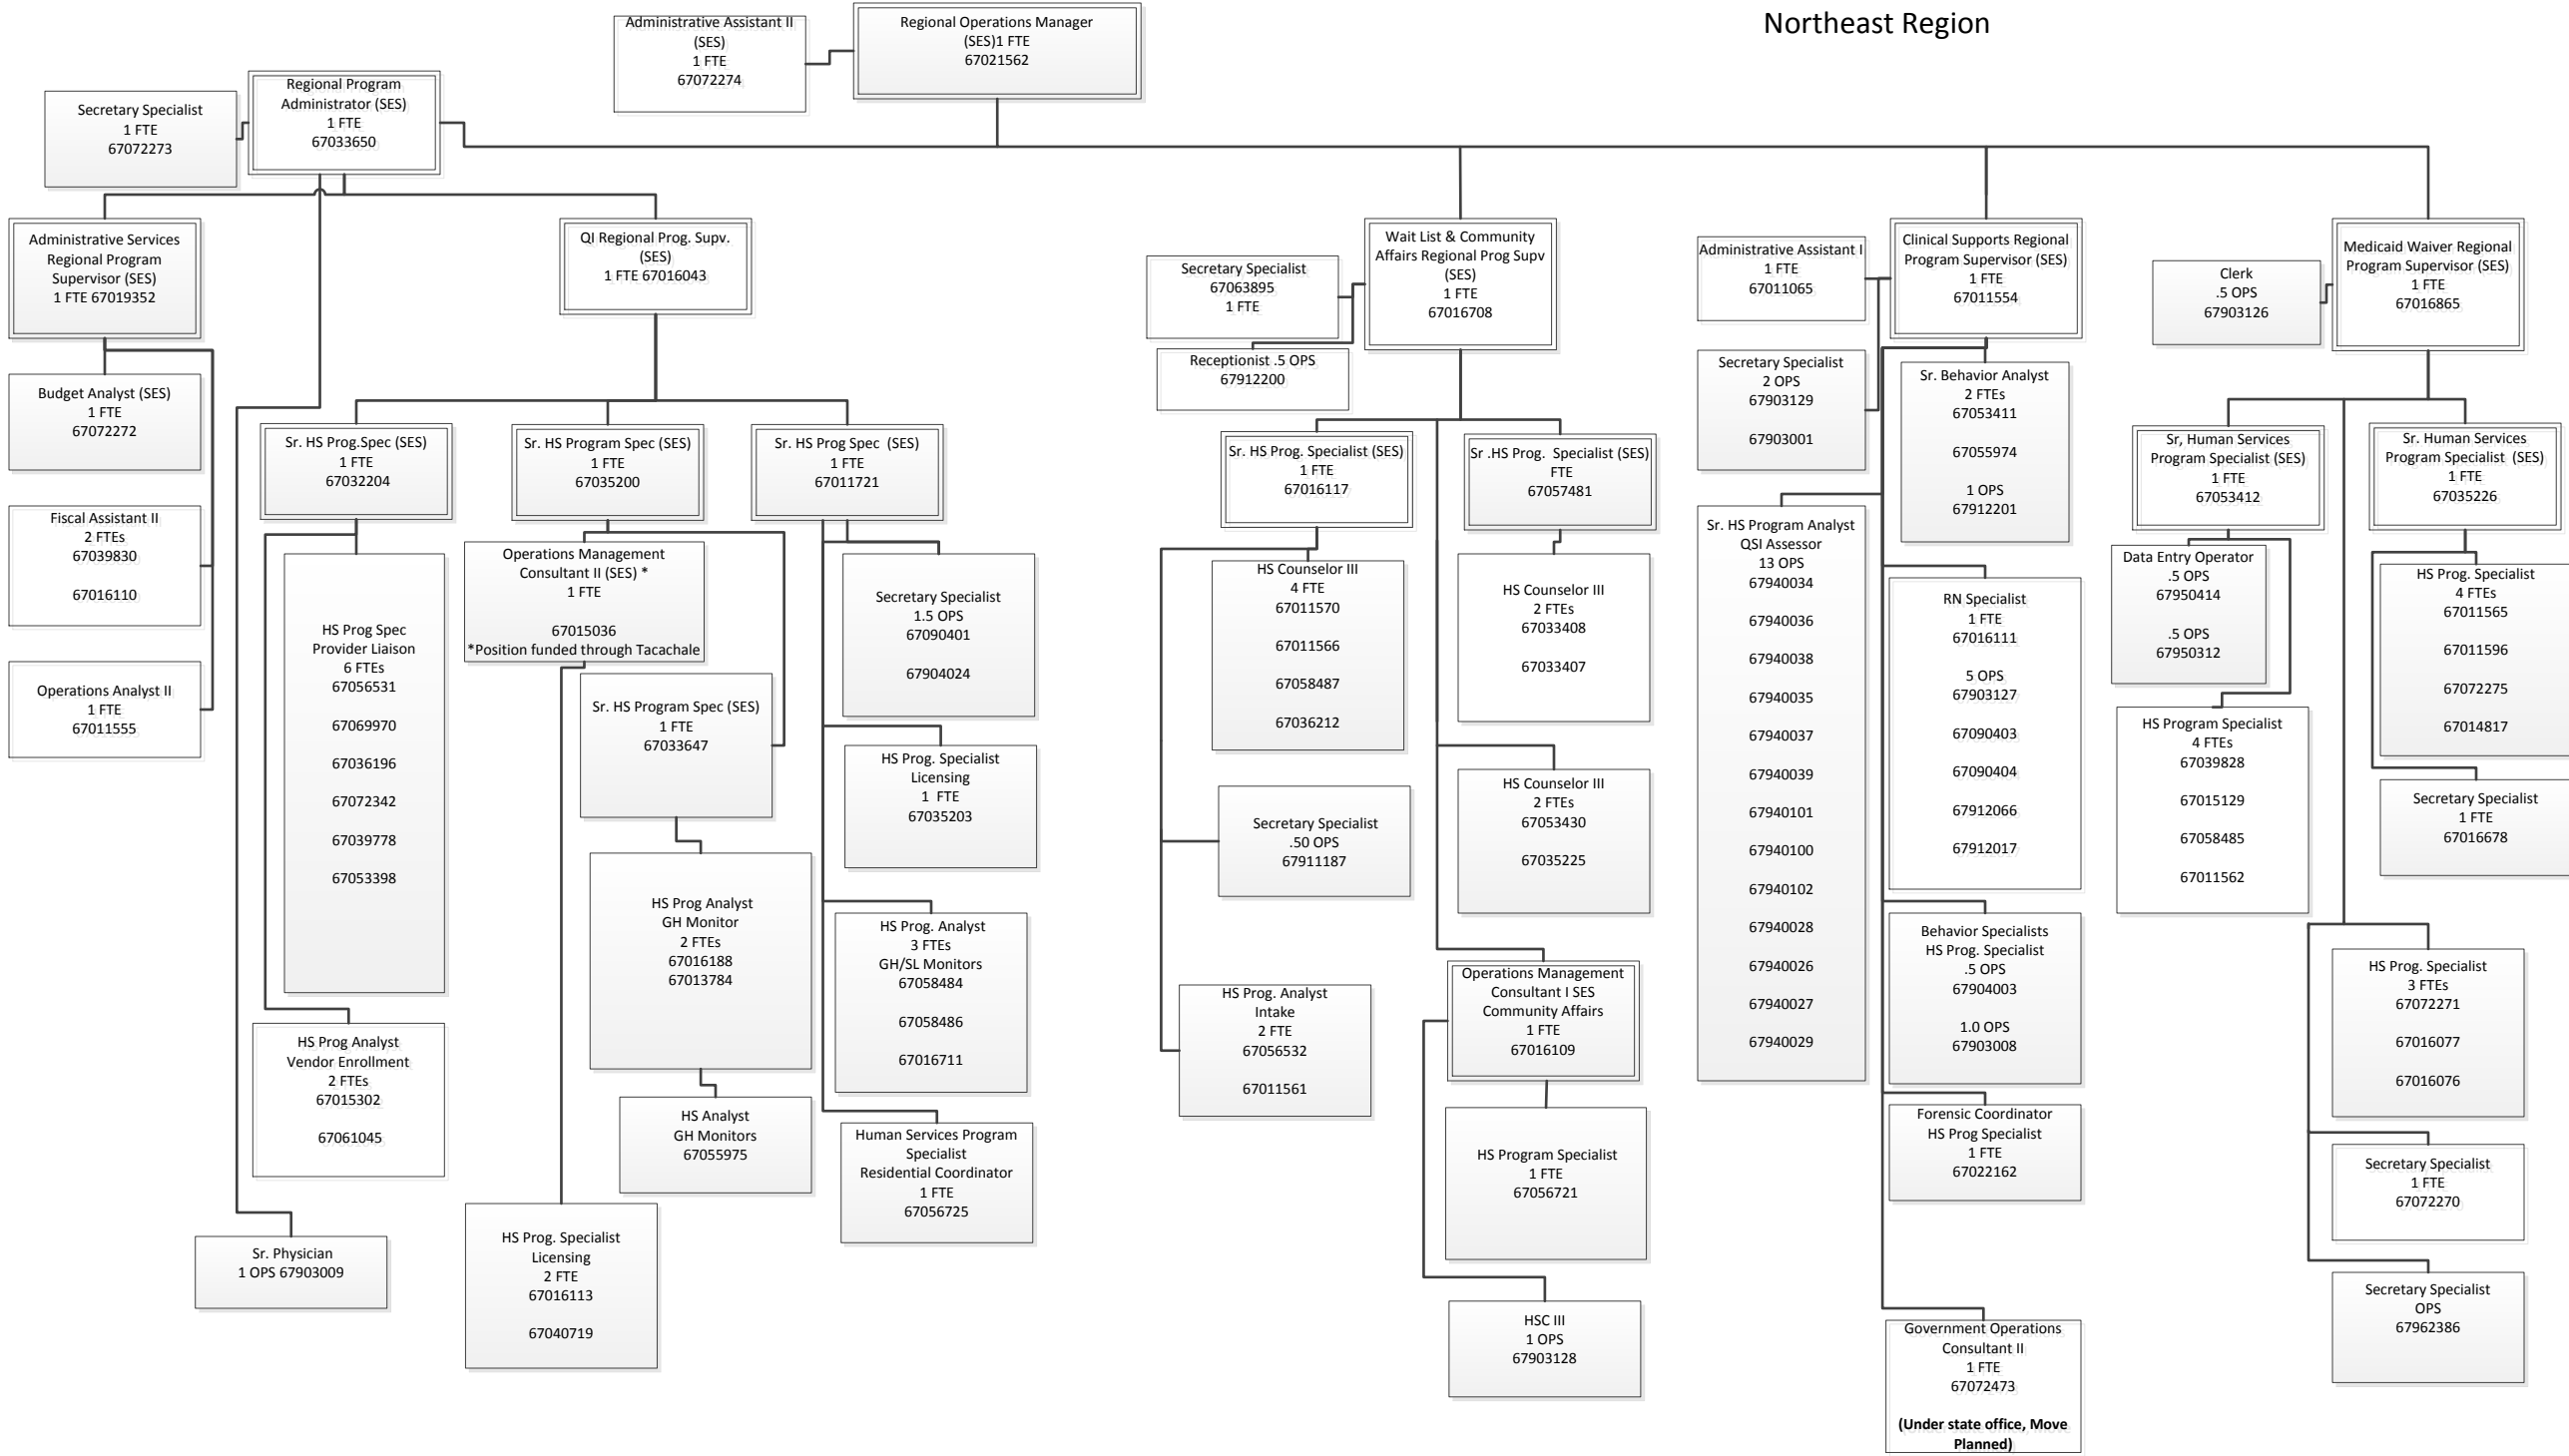 Northeast Region
Administrative Assistant II
(SES)
1 FTE
67072274
Regional Operations Manager
(SES)1 FTE
67021562
Secretary Specialist
1 FTE
67072273
Regional Program
Administrator (SES)
1 FTE
67033650
Administrative Services
Regional Program
Supervisor (SES)
1 FTE 67019352
Budget Analyst (SES)
1 FTE
67072272
Fiscal Assistant II
2 FTEs
67039830
67016110
Operations Analyst II
1 FTE
67011555
QI Regional Prog. Supv.
(SES)
1 FTE 67016043
Sr. HS Prog.Spec (SES)
1 FTE
67032204
HS Prog Spec
Provider Liaison
6 FTEs
67056531
67069970
67036196
67072342
67039778
67053398
HS Prog Analyst
Vendor Enrollment
2 FTEs
67015302
67061045
Sr. Physician
1 OPS 67903009
Sr. HS Program Spec (SES)
1 FTE
67035200
Operations Management
Consultant II (SES) *
1 FTE
67015036
*Position funded through Tacachale
Sr. HS Program Spec (SES)
1 FTE
67033647
HS Prog Analyst
GH Monitor
2 FTEs
67016188
67013784
HS Analyst
GH Monitors
67055975
HS Prog. Specialist
Licensing
2 FTE
67016113
67040719
Sr. HS Prog Spec  (SES)
1 FTE
67011721
Secretary Specialist
1.5 OPS
67090401
67904024
HS Prog. Specialist
Licensing
1  FTE
67035203
HS Prog. Analyst
3 FTEs
GH/SL Monitors
67058484
67058486
67016711
Human Services Program
Specialist
Residential Coordinator
1 FTE
67056725
Secretary Specialist
67063895
1 FTE
Receptionist .5 OPS
67912200
Wait List & Community
Affairs Regional Prog Supv
(SES)
1 FTE
67016708
Sr. HS Prog. Specialist (SES)
1 FTE
67016117
HS Counselor III
4 FTE
67011570
67011566
67058487
67036212
Secretary Specialist
.50 OPS
67911187
HS Prog. Analyst
Intake
2 FTE
67056532
67011561
Sr .HS Prog.  Specialist (SES)
FTE
67057481
HS Counselor III
2 FTEs
67033408
67033407
HS Counselor III
2 FTEs
67053430
67035225
Operations Management
Consultant I SES
Community Affairs
1 FTE
67016109
HS Program Specialist
1 FTE
67056721
HSC III
1 OPS
67903128
Administrative Assistant I
1 FTE
67011065
Secretary Specialist
2 OPS
67903129
67903001
Clinical Supports Regional
Program Supervisor (SES)
1 FTE
67011554
Sr. Behavior Analyst
2 FTEs
67053411
67055974
1 OPS
67912201
Sr. HS Program Analyst
QSI Assessor
13 OPS
67940034
67940036
67940038
67940035
67940037
67940039
67940101
67940100
67940102
67940028
67940026
67940027
67940029
RN Specialist
1 FTE
67016111
5 OPS
67903127
67090403
67090404
67912066
67912017
Behavior Specialists
HS Prog. Specialist
.5 OPS
67904003
1.0 OPS
67903008
Forensic Coordinator
HS Prog Specialist
1 FTE
67022162
Government Operations
Consultant II
1 FTE
67072473
(Under state office, Move
Planned)
Clerk
.5 OPS
67903126
Medicaid Waiver Regional
Program Supervisor (SES)
1 FTE
67016865
Sr, Human Services
Program Specialist (SES)
1 FTE
67053412
Data Entry Operator
.5 OPS
67950414
.5 OPS
67950312
HS Program Specialist
4 FTEs
67039828
67015129
67058485
67011562
Sr. Human Services
Program Specialist  (SES)
1 FTE
67035226
HS Prog. Specialist
4 FTEs
67011565
67011596
67072275
67014817
Secretary Specialist
1 FTE
67016678
HS Prog. Specialist
3 FTEs
67072271
67016077
67016076
Secretary Specialist
1 FTE
67072270
Secretary Specialist
OPS
67962386